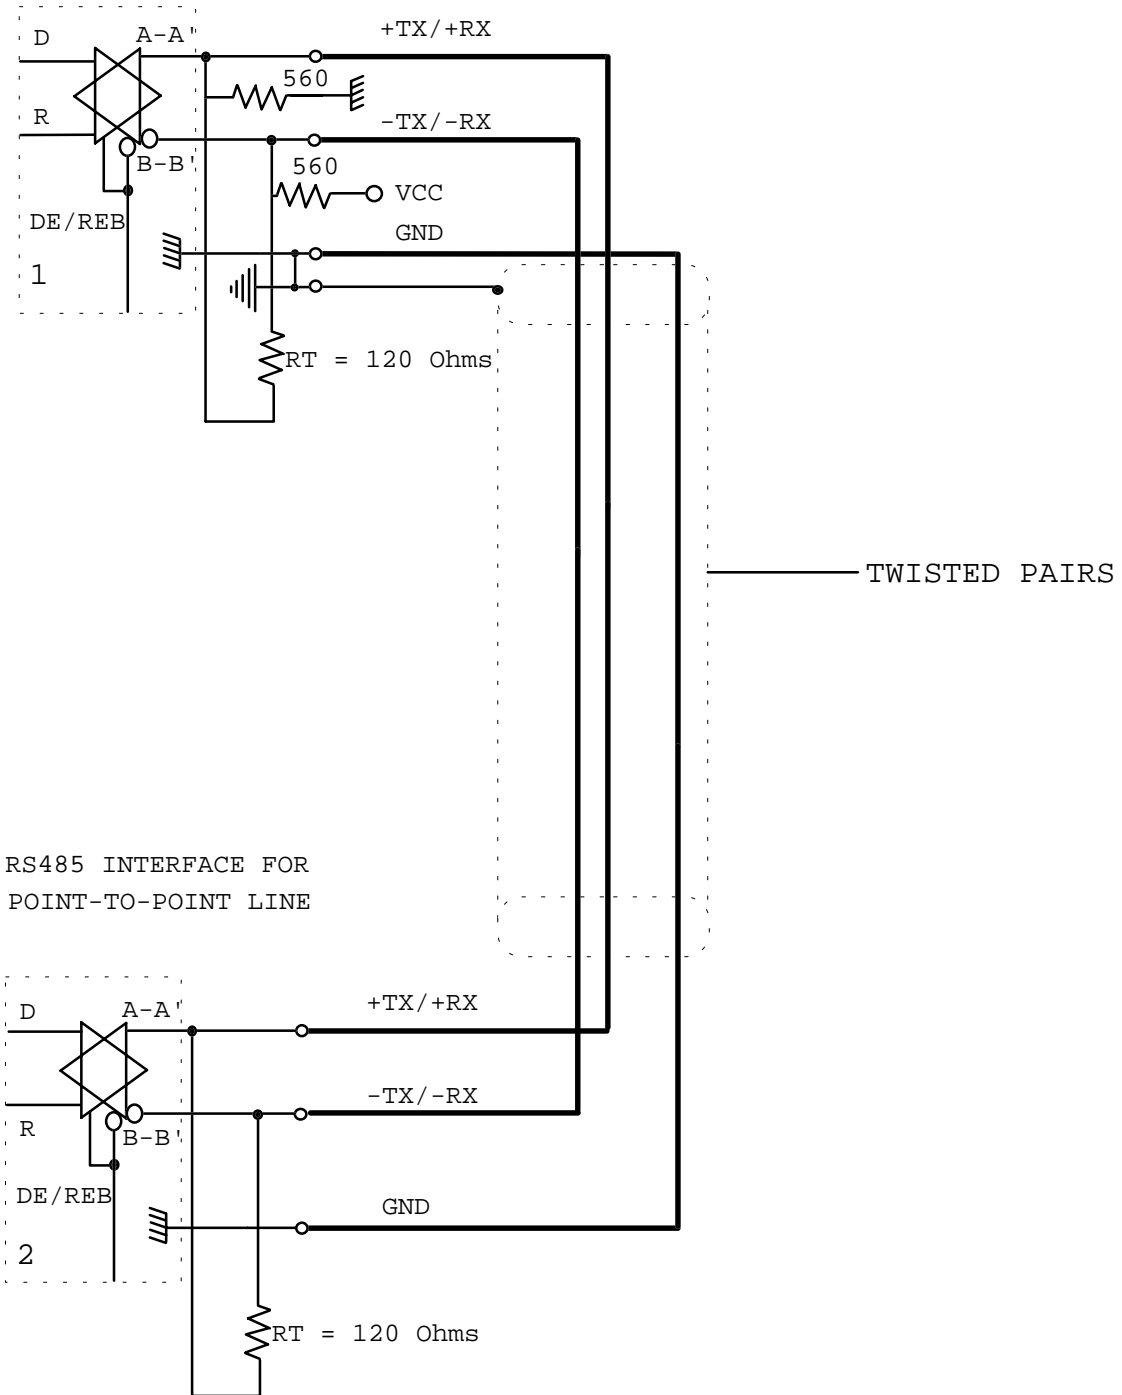 +TX/+RX
D
A-A'
560
R
-TX/-RX
B-B'
560
VCC
DE/REB
GND
1
RT = 120 Ohms
TWISTED PAIRS
RS485 INTERFACE FOR
POINT-TO-POINT LINE
+TX/+RX
D
A-A'
-TX/-RX
R
B-B'
DE/REB
GND
2
RT = 120 Ohms